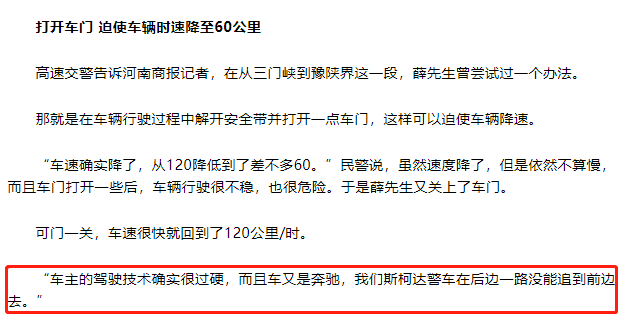 打开车门 迫使车辆时速降至60公里
高速交警告诉河南商报记者，在从三门峡到豫陕界这一段，薛先生曾尝试过一个办法。
那就是在车辆行驶过程中解开安全带并打开一点车门，这样可以迫使车辆降速。
“车速确实降了，从120降低到了差不多60。”民警说，虽然速度降了，但是依然不算慢，
而且车门打开一些后，车辆行驶很不稳，也很危险。于是薛先生又关上了车门。
可门一关，车速很快就回到了120公里/时。
“车主的驾驶技术确实很过硬，而且车又是奔驰，我们斯柯达警车在后边一路没能追到前边
去。”